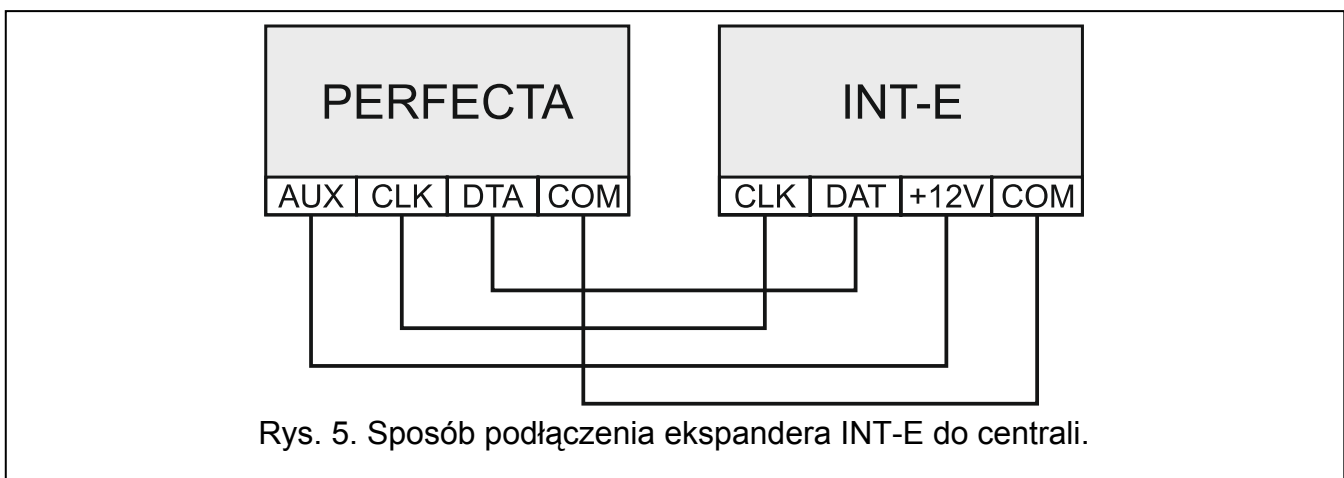 PERFECTA
INT-E
AUX CLK DTA COM
CLK DAT +12V COM
Rys. 5. Sposób podłączenia ekspandera INT-E do centrali.